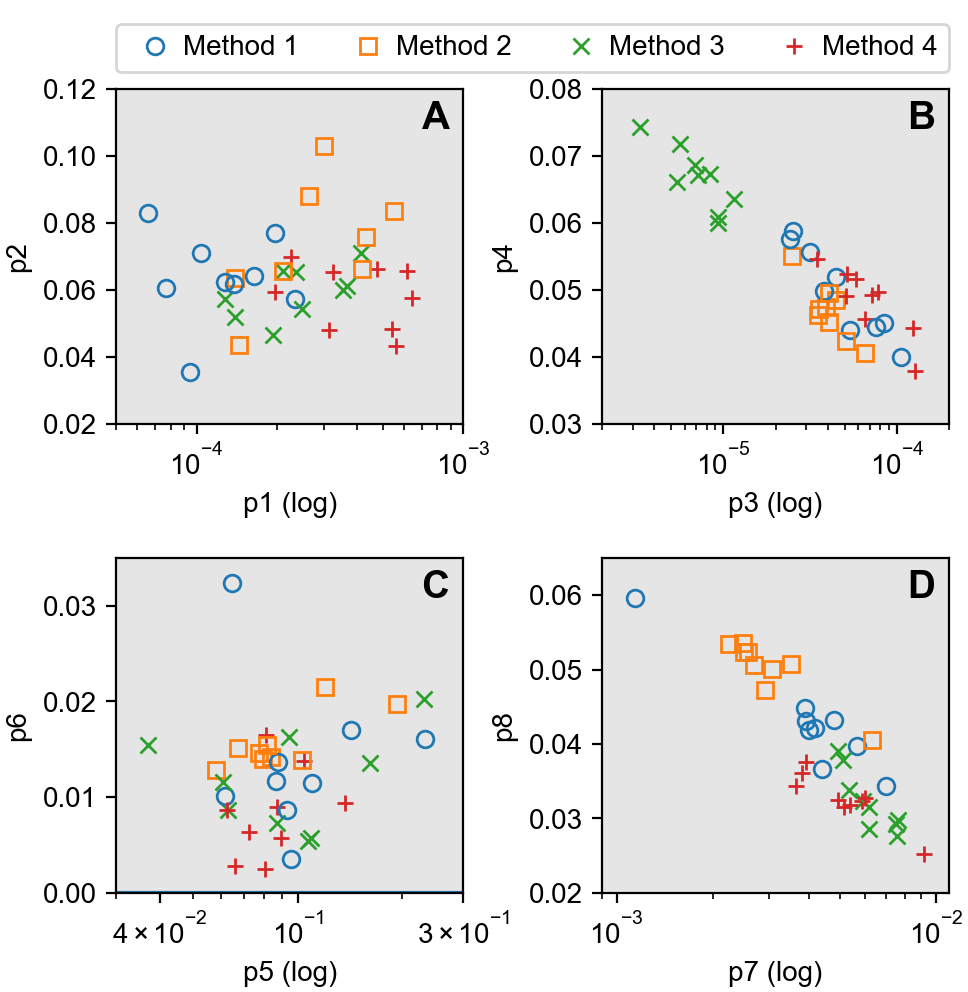 Method 1 Method 2 Method 3 Method 4
A
0.12
0.10
0.08
0.06
0.04
0.02
p2
10⁻⁴ 10⁻³
p1 (log)
B
0.08
0.07
0.06
0.05
0.04
0.03
p4
10⁻⁵ 10⁻⁴
p3 (log)
C
0.03
0.02
0.01
0.00
p6
4 × 10⁻² 10⁻¹ 3 × 10⁻¹
p5 (log)
D
0.06
0.05
0.04
0.03
0.02
p8
10⁻³ 10⁻²
p7 (log)